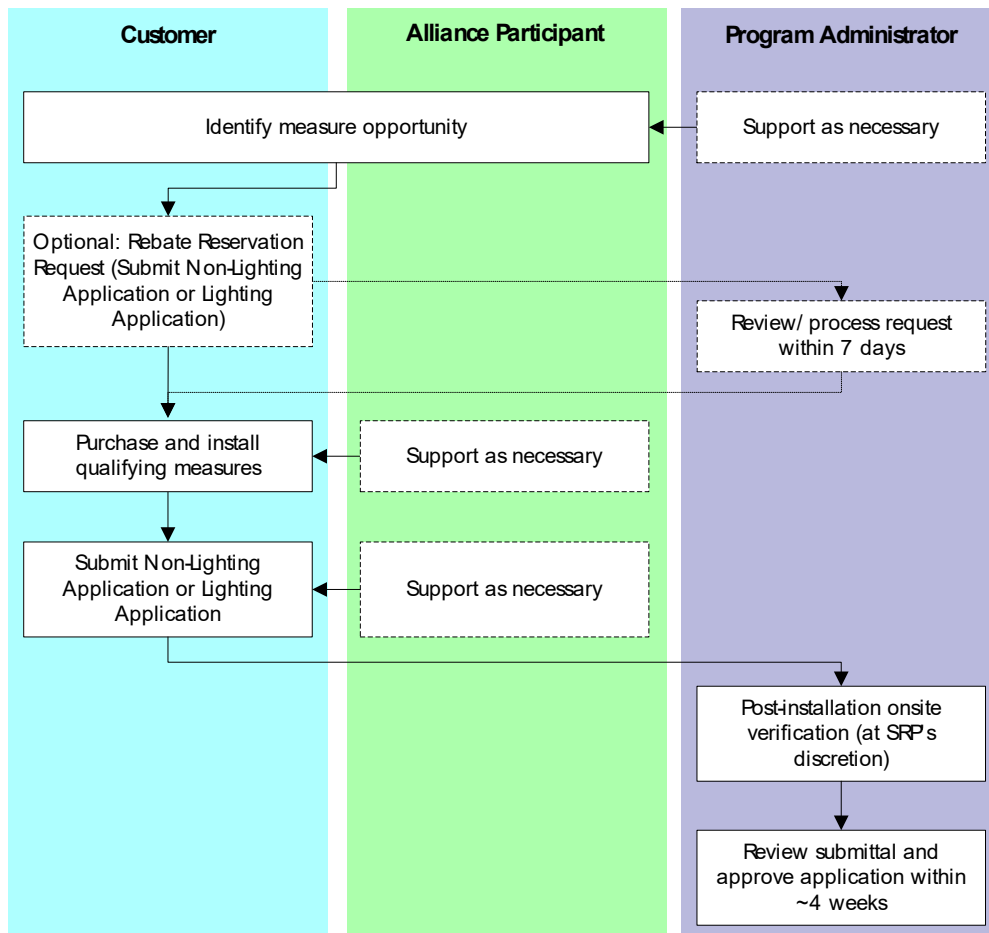 Customer
Alliance Participant
Program Administrator
Identify measure opportunity
Support as necessary
Optional: Rebate Reservation
Request (Submit Non-Lighting
Application or Lighting
Application)
Review/ process request
within 7 days
Purchase and install
qualifying measures
Support as necessary
Submit Non-Lighting
Application or Lighting
Application
Support as necessary
Post-installation onsite
verification (at SRP's
discretion)
Review submittal and
approve application within
~4 weeks